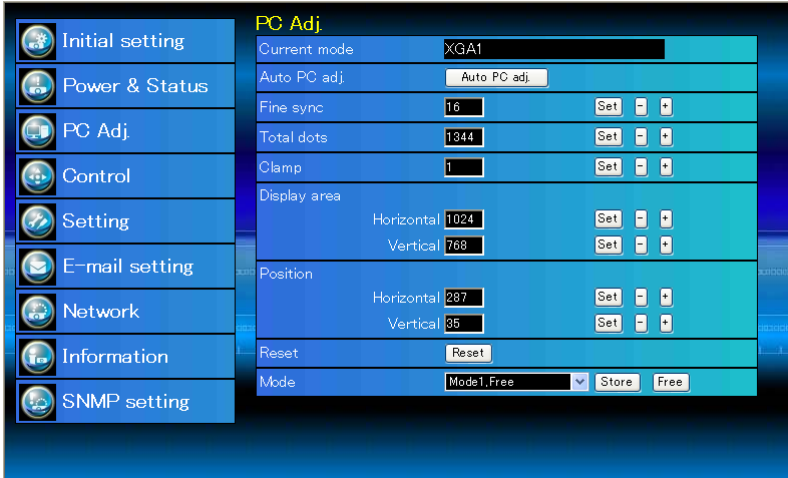 PC Adj.
Initial setting
Power & Status
PC Adj.
Control
Setting
E-mail setting
Network
Information
SNMP setting
Current mode XGA1
Auto PC adj. Auto PC adj.
Fine sync 16 Set - +
Total dots 1344 Set - +
Clamp 1 Set - +
Display area
Horizontal 1024 Set - +
Vertical 768 Set - +
Position
Horizontal 287 Set - +
Vertical 35 Set - +
Reset Reset
Mode Mode1,Free Store Free